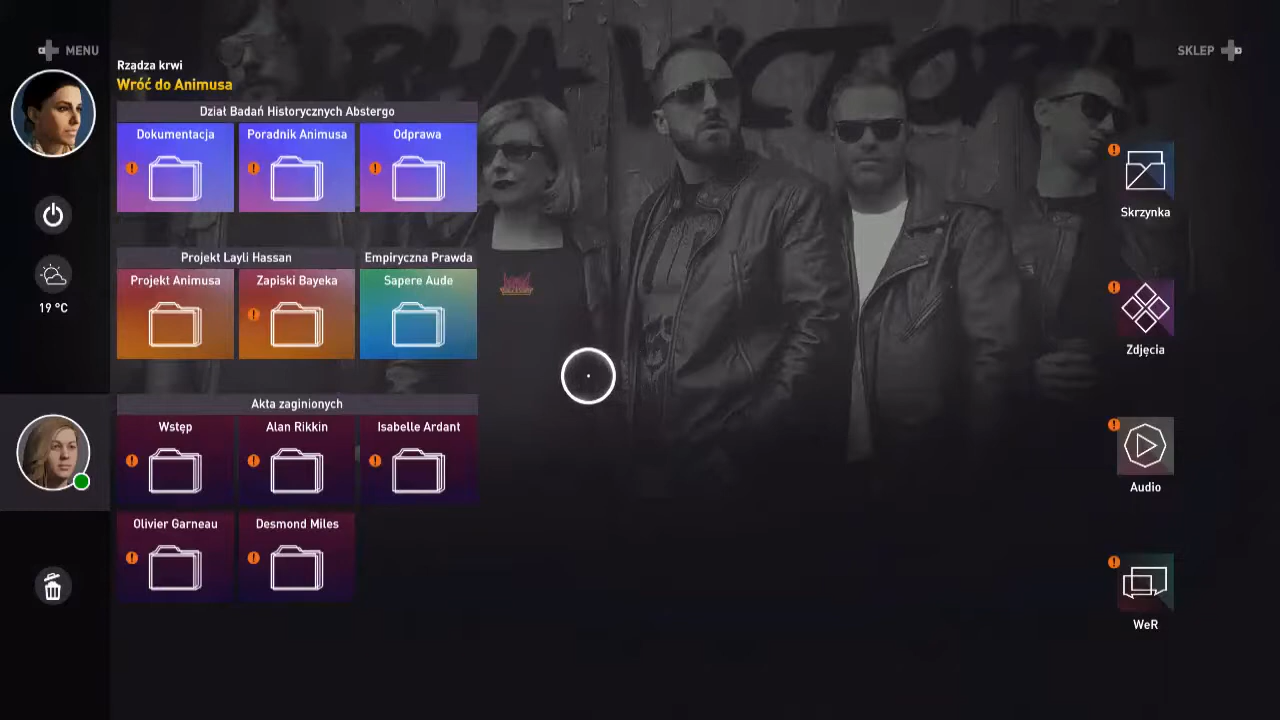 MENU
SKLEP
Rządza krwi
Wróć do Animusa
Dział Badań Historycznych Abstergo
Dokumentacja
Poradnik Animusa
Odprawa
Projekt Layli Hassan
Empiryczna Prawda
Projekt Animusa
Zapiski Bayeka
Sapere Aude
Akta zaginionych
Wstęp
Alan Rikkin
Isabelle Ardant
Olivier Garneau
Desmond Miles
19 °C
Skrzynka
Zdjęcia
Audio
WeR